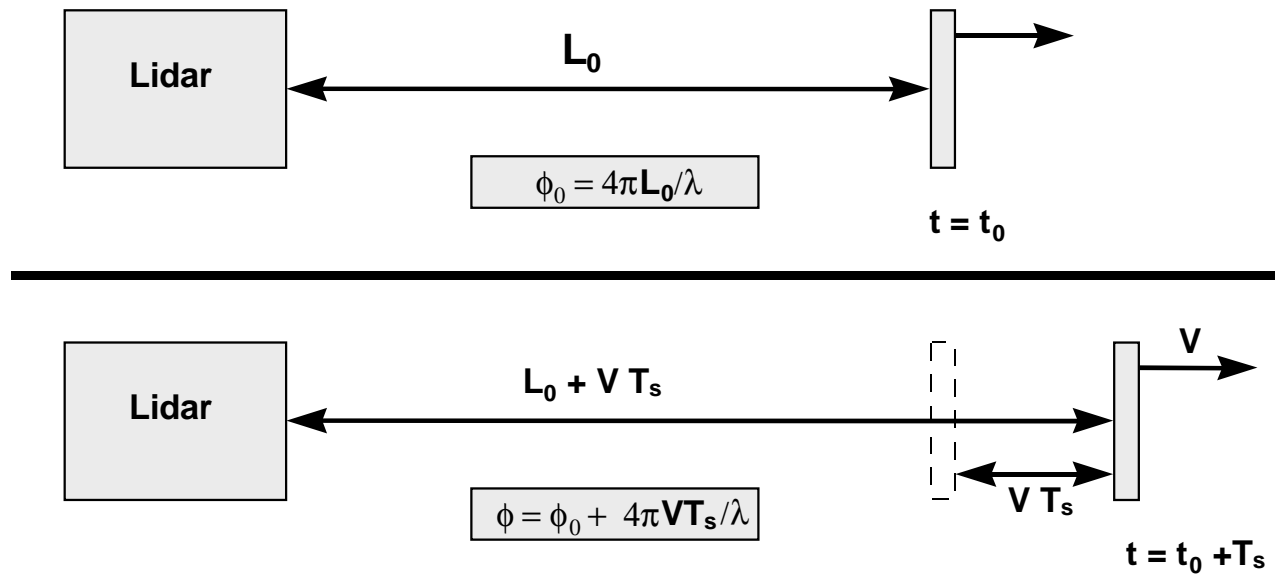 Lidar
L₀
ϕ₀ = 4πL₀/λ
t = t₀
V
Lidar
L₀ + V Tₛ
V Tₛ
ϕ = ϕ₀ + 4πVTₛ/λ
t = t₀ +Tₛ